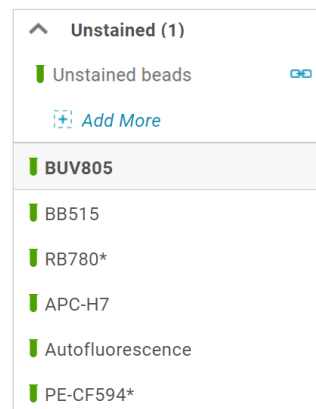 Unstained (1)
Unstained beads
Add More
BUV805
BB515
RB780*
APC-H7
Autofluorescence
PE-CF594*